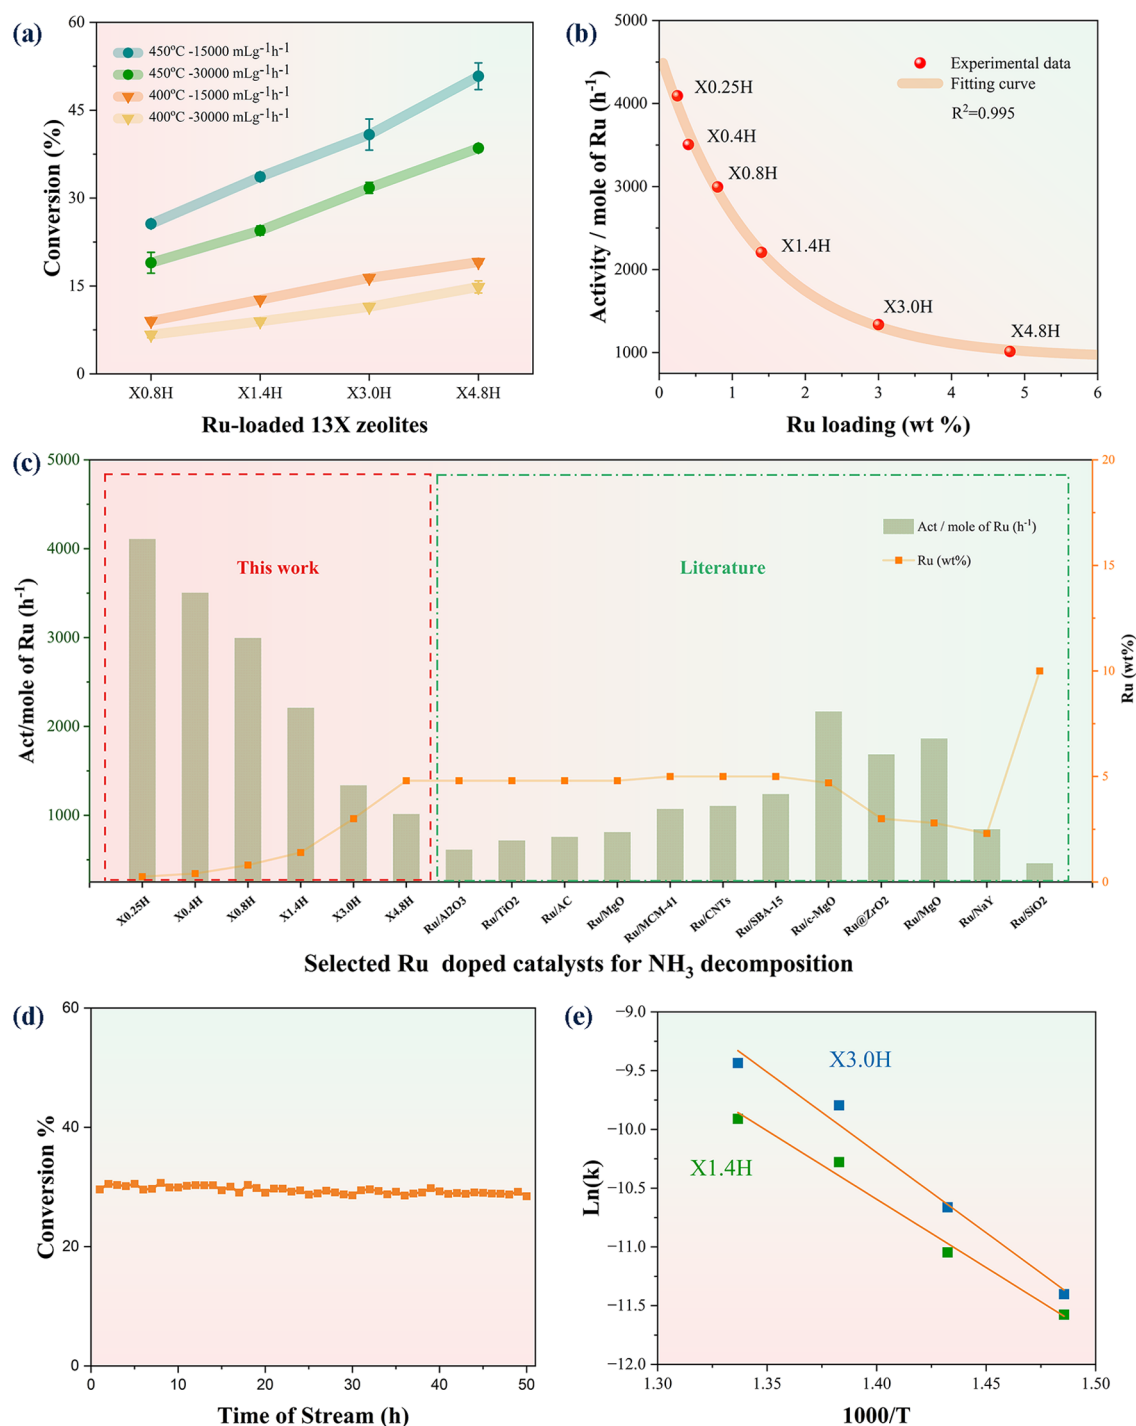 (a)
60
45
30
15
0
Conversion (%)
450°C -15000 mLg⁻¹h⁻¹
450°C -30000 mLg⁻¹h⁻¹
400°C -15000 mLg⁻¹h⁻¹
400°C -30000 mLg⁻¹h⁻¹
X0.8H X1.4H X3.0H X4.8H
Ru-loaded 13X zeolites
(b)
5000
4000
3000
2000
1000
Activity / mole of Ru (h⁻¹)
Experimental data
Fitting curve
R²=0.995
X0.25H
X0.4H
X0.8H
X1.4H
X3.0H
X4.8H
0 1 2 3 4 5 6
Ru loading (wt %)
(c)
5000
4000
3000
2000
1000
Act/mole of Ru (h⁻¹)
This work
Literature
Act / mole of Ru (h⁻¹)
Ru (wt%)
20
15
10
5
0
Ru (wt%)
X0.25H X0.4H X0.8H X1.4H X3.0H X4.8H Ru/Al2O3 Ru/TiO2 Ru/AC Ru/MgO Ru/MCM-41 Ru/CNTs Ru/SBA-15 Ru/c-MgO Ru@ZrO2 Ru/MgO Ru/NaY Ru/SiO2
Selected Ru doped catalysts for NH₃ decomposition
(d)
60
40
20
0
Conversion %
0 10 20 30 40 50
Time of Stream (h)
(e)
−9.0
−9.5
−10.0
−10.5
−11.0
−11.5
−12.0
Ln(k)
X3.0H
X1.4H
1.30 1.35 1.40 1.45 1.50
1000/T